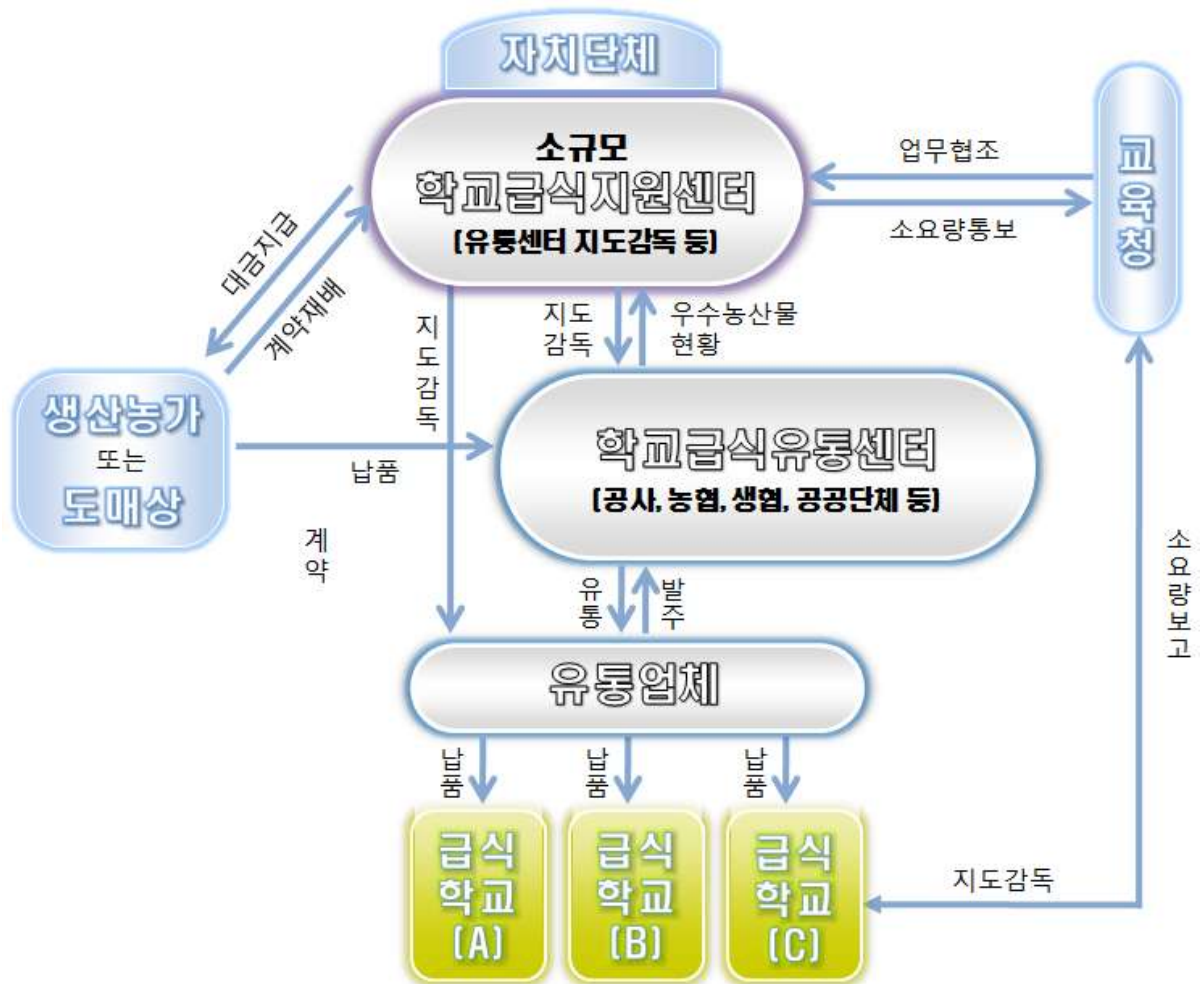 자치단체
소규모
학교급식지원센터
(유통센터 지도감독 등)
업무협조
소요량통보
교육청
대금지급
계약재배
지도감독
지도
감독
우수농산물
현황
생산농가
또는
도매상
납품
계약
학교급식유통센터
(공사, 농협, 생협, 공공단체 등)
소요량보고
유통
발주
유통업체
납품
납품
납품
급식
학교
(A)
급식
학교
(B)
급식
학교
(C)
지도감독